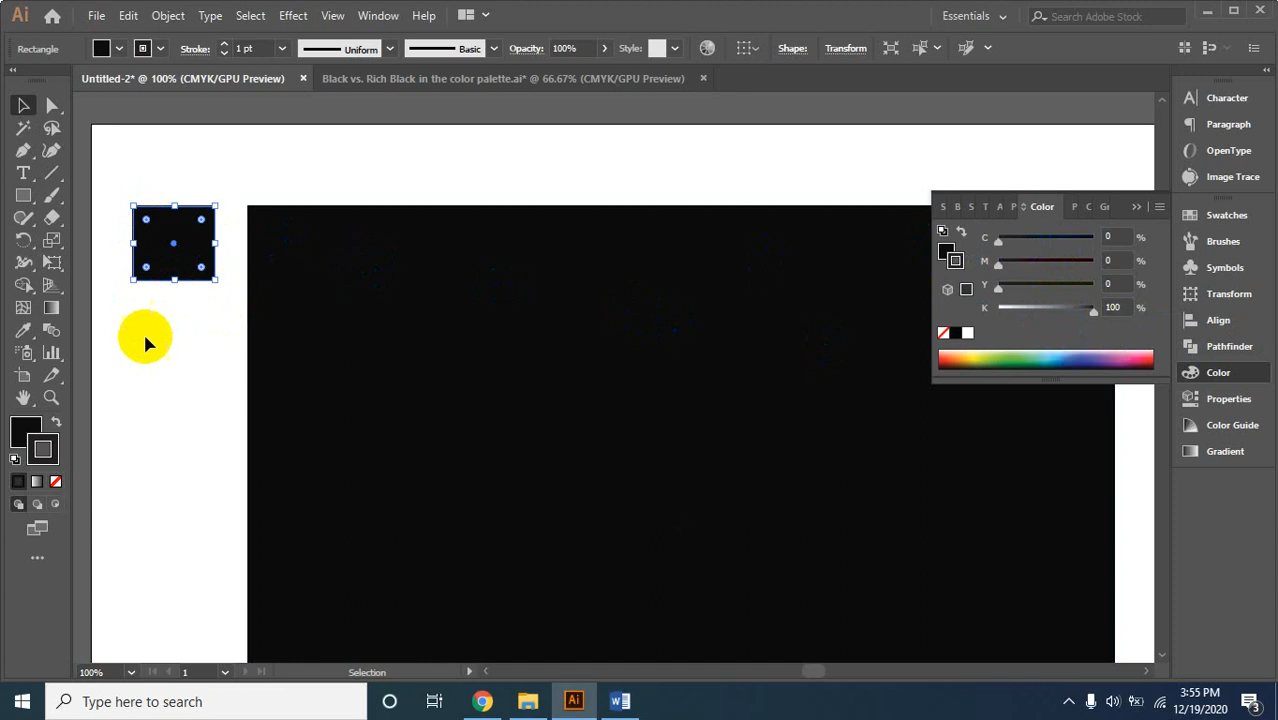 Ai File Edit Object Type Select Effect View Window Help Essentials Search Adobe Stock
Rectangle Stroke: 1 pt Uniform Basic Opacity: 100% Style: Shape: Transform
Untitled-2* @ 100% (CMYK/GPU Preview) × Black vs. Rich Black in the color palette.ai* @ 66.67% (CMYK/GPU Preview) ×
Character
Paragraph
OpenType
Image Trace
Swatches
Brushes
Symbols
Transform
Align
Pathfinder
Color
Properties
Color Guide
Gradient
S B S T A P Color P C Gr
C 0 %
M 0 %
Y 0 %
K 100 %
100% 1 Selection
Type here to search
Ai
3:55 PM
12/19/2020
3